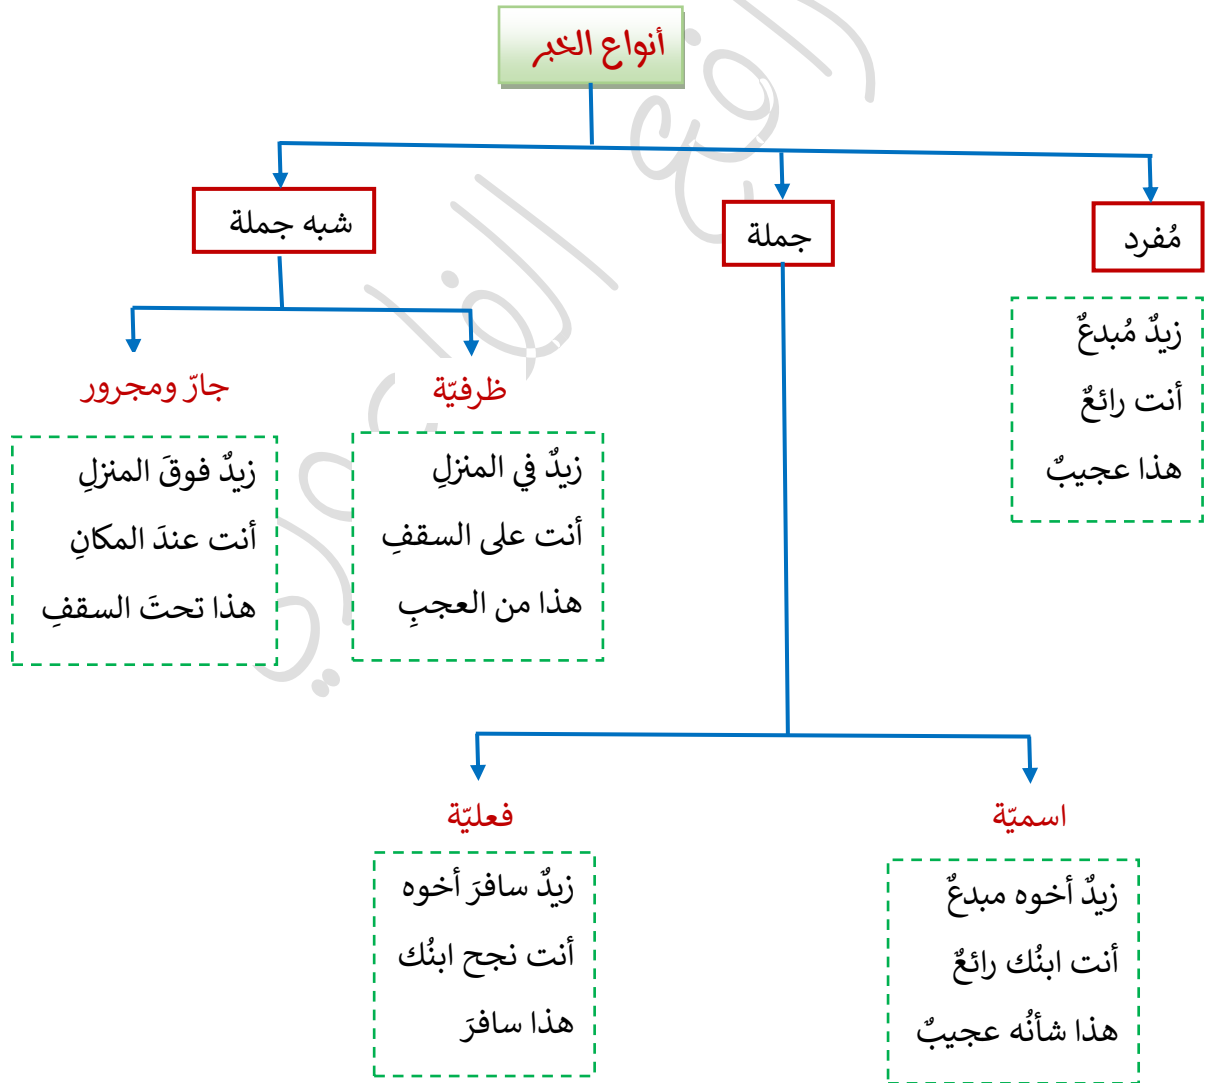 أنواع الخبر
مُفرد
زيدٌ مُبدعٌ
أنت رائعٌ
هذا عجيبٌ
جملة
اسميّة
زيدٌ أخوه مبدعٌ
أنت ابنُك رائعٌ
هذا شأنُه عجيبٌ
فعليّة
زيدٌ سافرَ أخوه
أنت نجح ابنُك
هذا سافرَ
شبه جملة
ظرفيّة
زيدٌ في المنزلِ
أنت على السقفِ
هذا من العجبِ
جارّ ومجرور
زيدٌ فوقَ المنزلِ
أنت عندَ المكانِ
هذا تحتَ السقفِ